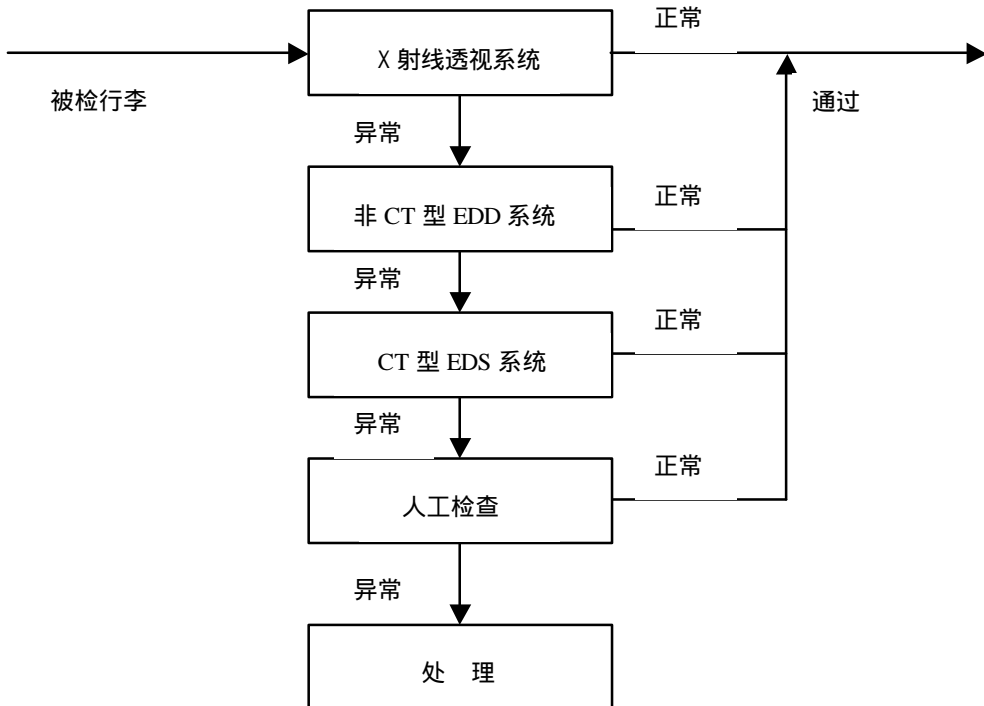 正常
X 射线透视系统
被检行李
通过
异常
非 CT 型 EDD 系统
正常
异常
正常
CT 型 EDS 系统
异常
正常
人工检查
异常
处 理